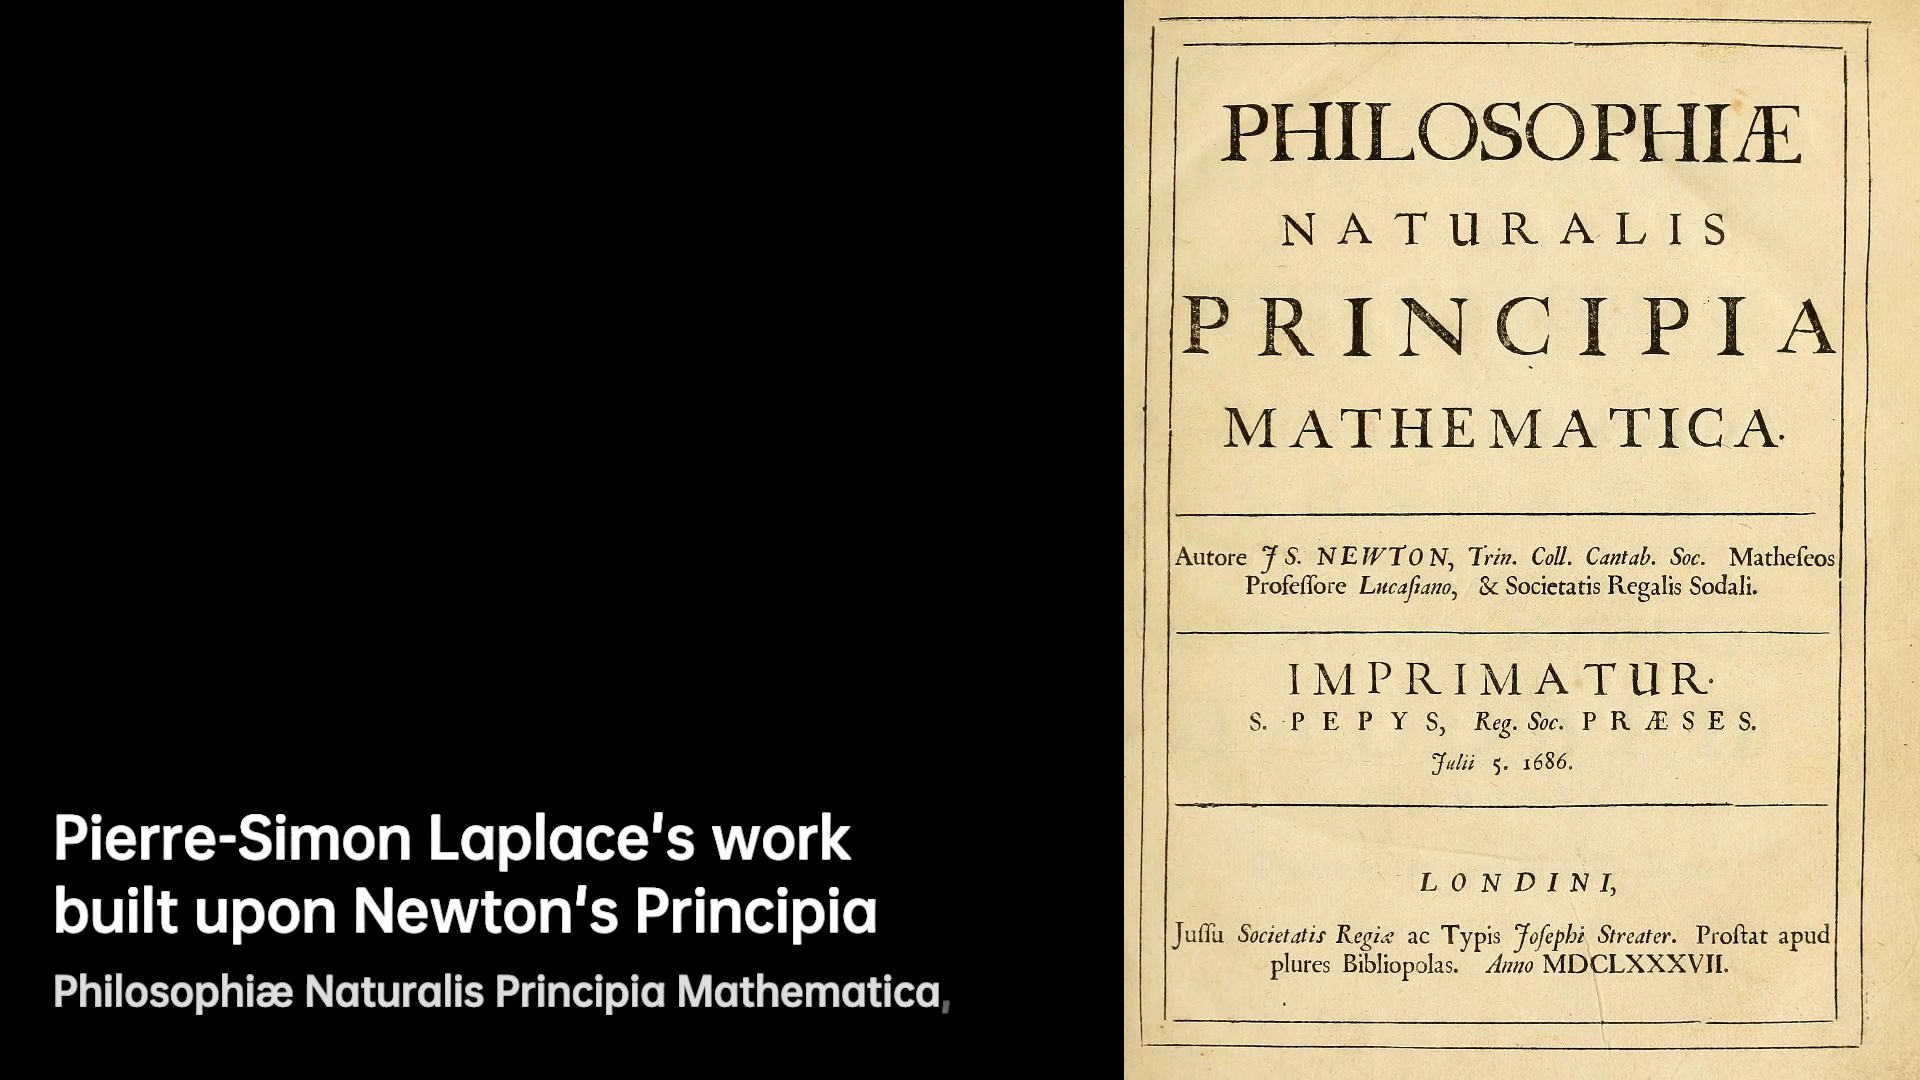 Pierre-Simon Laplace's work
built upon Newton's Principia
Philosophiæ Naturalis Principia Mathematica,
PHILOSOPHIÆ
NATURALIS
PRINCIPIA
MATHEMATICA.
Autore J S. NEWTON, Trin. Coll. Cantab. Soc. Matheſeos
Profeſſore Lucaſiano, & Societatis Regalis Sodali.
IMPRIMATUR.
S. PEPYS, Reg. Soc. PRÆSES.
Julii 5. 1686.
LONDINI,
Juſſu Societatis Regiæ ac Typis Joſephi Streater. Proſtat apud
plures Bibliopolas. Anno MDCLXXXVII.